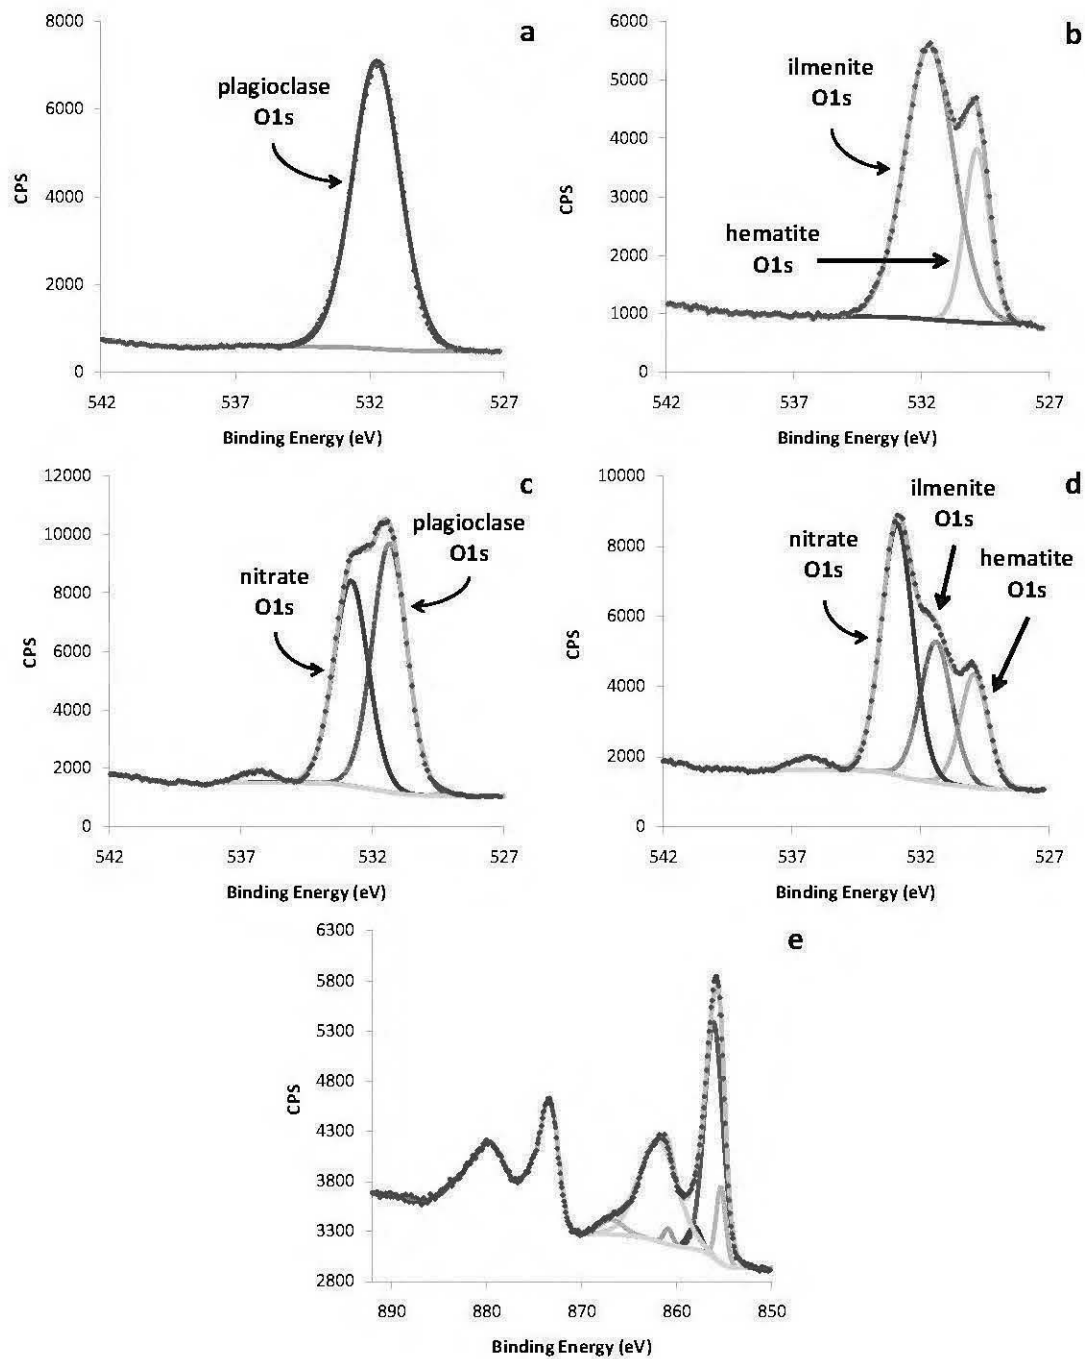 8000
6000
4000
2000
0
CPS
a
plagioclase
O1s
542
537
532
527
Binding Energy (eV)
6000
5000
4000
3000
2000
1000
0
CPS
b
ilmenite
O1s
hematite
O1s
542
537
532
527
Binding Energy (eV)
12000
10000
8000
6000
4000
2000
0
CPS
c
plagioclase
O1s
nitrate
O1s
542
537
532
527
Binding Energy (eV)
10000
8000
6000
4000
2000
0
CPS
d
ilmenite
O1s
nitrate
O1s
hematite
O1s
542
537
532
527
Binding Energy (eV)
6300
5800
5300
4800
4300
3800
3300
2800
CPS
e
890
880
870
860
850
Binding Energy (eV)